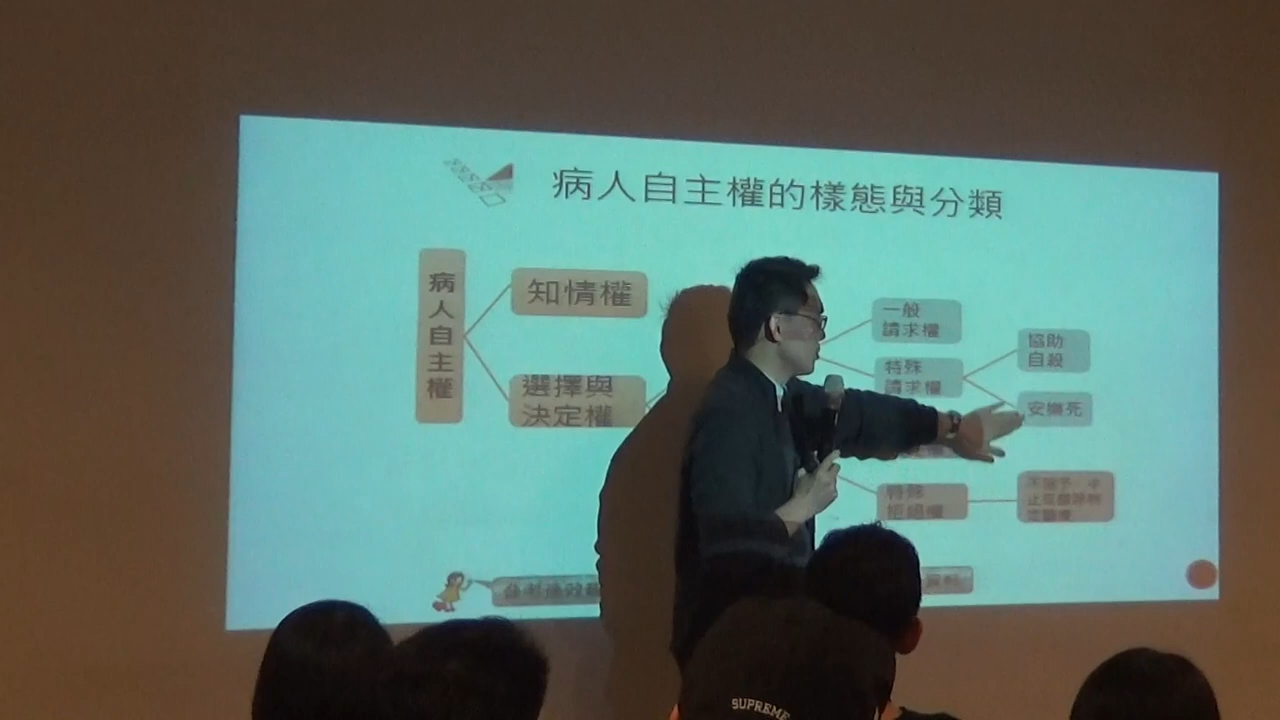 病人自主權的樣態與分類
病人自主權
知情權
選擇與
決定權
一般
請求權
特殊
請求權
協助
自殺
安樂死
特殊
拒絕權
SUPREME